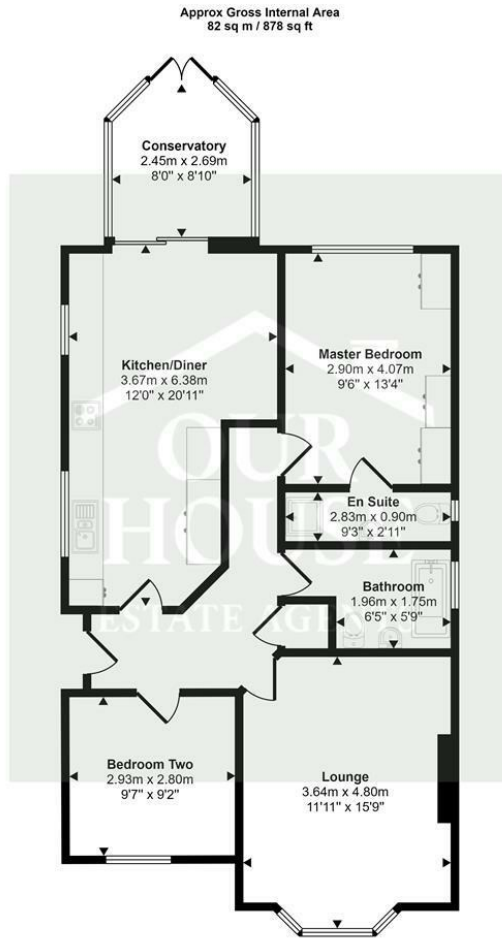 Approx Gross Internal Area
82 sq m / 878 sq ft
Conservatory
2.45m x 2.69m
8'0" x 8'10"
Kitchen/Diner
3.67m x 6.38m
12'0" x 20'11"
Master Bedroom
2.90m x 4.07m
9'6" x 13'4"
OUR
HOUSE
ESTATE AGENTS
En Suite
2.83m x 0.90m
9'3" x 2'11"
Bathroom
1.96m x 1.75m
6'5" x 5'9"
Bedroom Two
2.93m x 2.80m
9'7" x 9'2"
Lounge
3.64m x 4.80m
11'11" x 15'9"